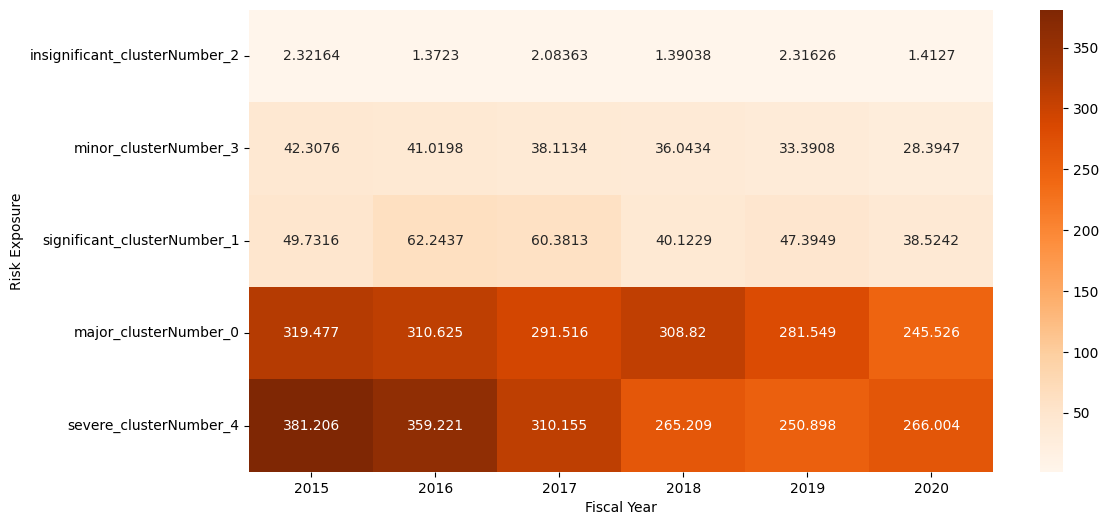 insignificant_clusterNumber_2 2.32164 1.3723 2.08363 1.39038 2.31626 1.4127
minor_clusterNumber_3 42.3076 41.0198 38.1134 36.0434 33.3908 28.3947
significant_clusterNumber_1 49.7316 62.2437 60.3813 40.1229 47.3949 38.5242
major_clusterNumber_0 319.477 310.625 291.516 308.82 281.549 245.526
severe_clusterNumber_4 381.206 359.221 310.155 265.209 250.898 266.004
2015 2016 2017 2018 2019 2020
Fiscal Year
Risk Exposure
350
300
250
200
150
100
50